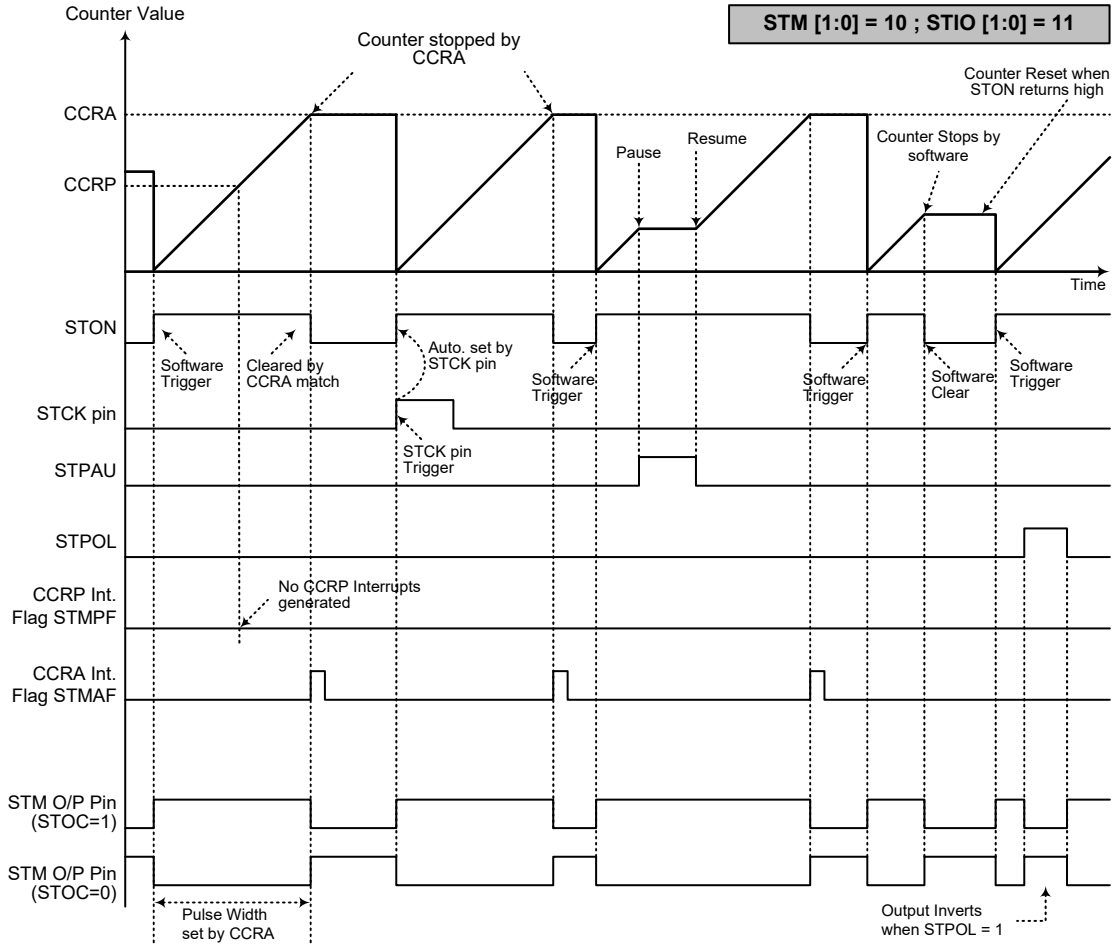 Counter Value
STM [1:0] = 10 ; STIO [1:0] = 11
Counter stopped by
CCRA
Counter Reset when
STON returns high
CCRA
Pause
Resume
Counter Stops by
software
CCRP
Time
STON
Software
Trigger
Cleared by
CCRA match
Auto. set by
STCK pin
Software
Trigger
Software
Trigger
Software
Clear
Software
Trigger
STCK pin
STCK pin
Trigger
STPAU
STPOL
CCRP Int.
Flag STMPF
No CCRP Interrupts
generated
CCRA Int.
Flag STMAF
STM O/P Pin
(STOC=1)
STM O/P Pin
(STOC=0)
Pulse Width
set by CCRA
Output Inverts
when STPOL = 1